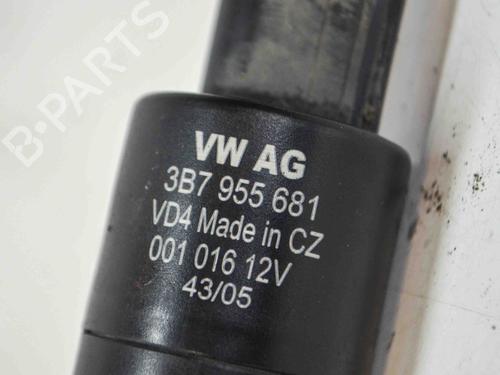 B-PARTS
VW AG
3B7 955 681
VD4 Made in CZ
001 016 12V
43/05